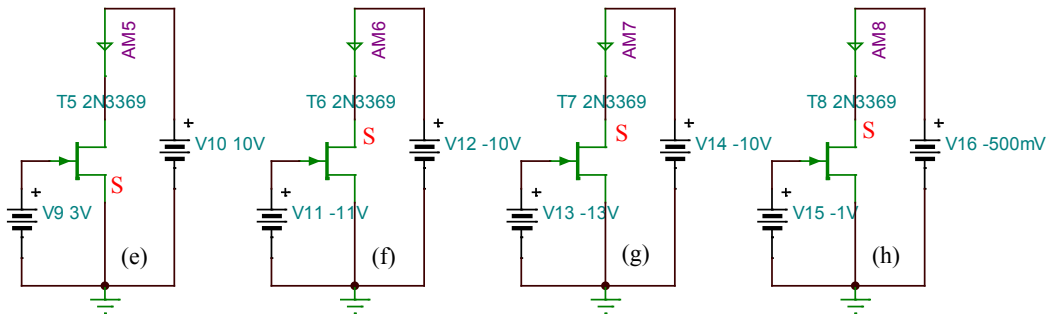 AM5
T5 2N3369
S
+
V10 10V
+
V9 3V
(e)
AM6
T6 2N3369
S
+
V12 -10V
+
V11 -11V
(f)
AM7
T7 2N3369
S
+
V14 -10V
+
V13 -13V
(g)
AM8
T8 2N3369
S
+
V16 -500mV
+
V15 -1V
(h)